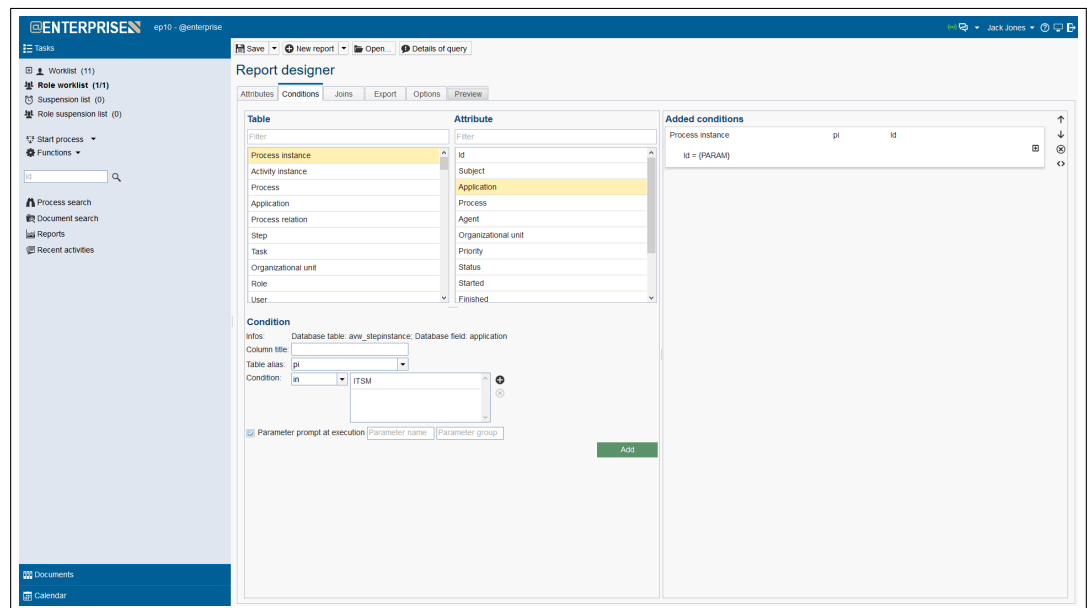 @ENTERPRISE ep10 - @enterprise Jack Jones
Tasks
Worklist (11)
Role worklist (1/1)
Suspension list (0)
Role suspension list (0)
Start process
Functions
id
Process search
Document search
Reports
Recent activities
Documents
Calendar
Save New report Open... Details of query
Report designer
Attributes Conditions Joins Export Options Preview
Table
Filter
Process instance
Activity instance
Process
Application
Process relation
Step
Task
Organizational unit
Role
User
Attribute
Filter
Id
Subject
Application
Process
Agent
Organizational unit
Priority
Status
Started
Finished
Condition
Infos: Database table: avw_stepinstance; Database field: application
Column title:
Table alias: pi
Condition: in ITSM
Parameter prompt at execution Parameter name Parameter group
Add
Added conditions
Process instance pi Id
Id = {PARAM}